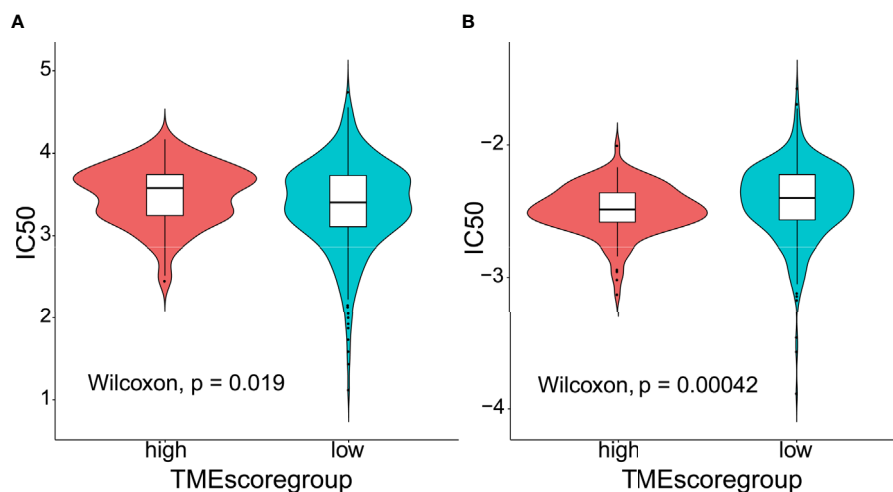 A
5
4
3
2
1
IC50
Wilcoxon, p = 0.019
high
low
TMEscoregroup
B
−2
−3
−4
IC50
Wilcoxon, p = 0.00042
high
low
TMEscoregroup